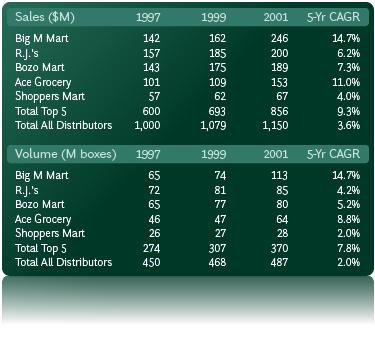 Sales ($M) 1997 1999 2001 5-Yr CAGR
Big M Mart 142 162 246 14.7%
R.J.'s 157 185 200 6.2%
Bozo Mart 143 175 189 7.3%
Ace Grocery 101 109 153 11.0%
Shoppers Mart 57 62 67 4.0%
Total Top 5 600 693 856 9.3%
Total All Distributors 1,000 1,079 1,150 3.6%
Volume (M boxes) 1997 1999 2001 5-Yr CAGR
Big M Mart 65 74 113 14.7%
R.J.'s 72 81 85 4.2%
Bozo Mart 65 77 80 5.2%
Ace Grocery 46 47 64 8.8%
Shoppers Mart 26 27 28 2.0%
Total Top 5 274 307 370 7.8%
Total All Distributors 450 468 487 2.0%